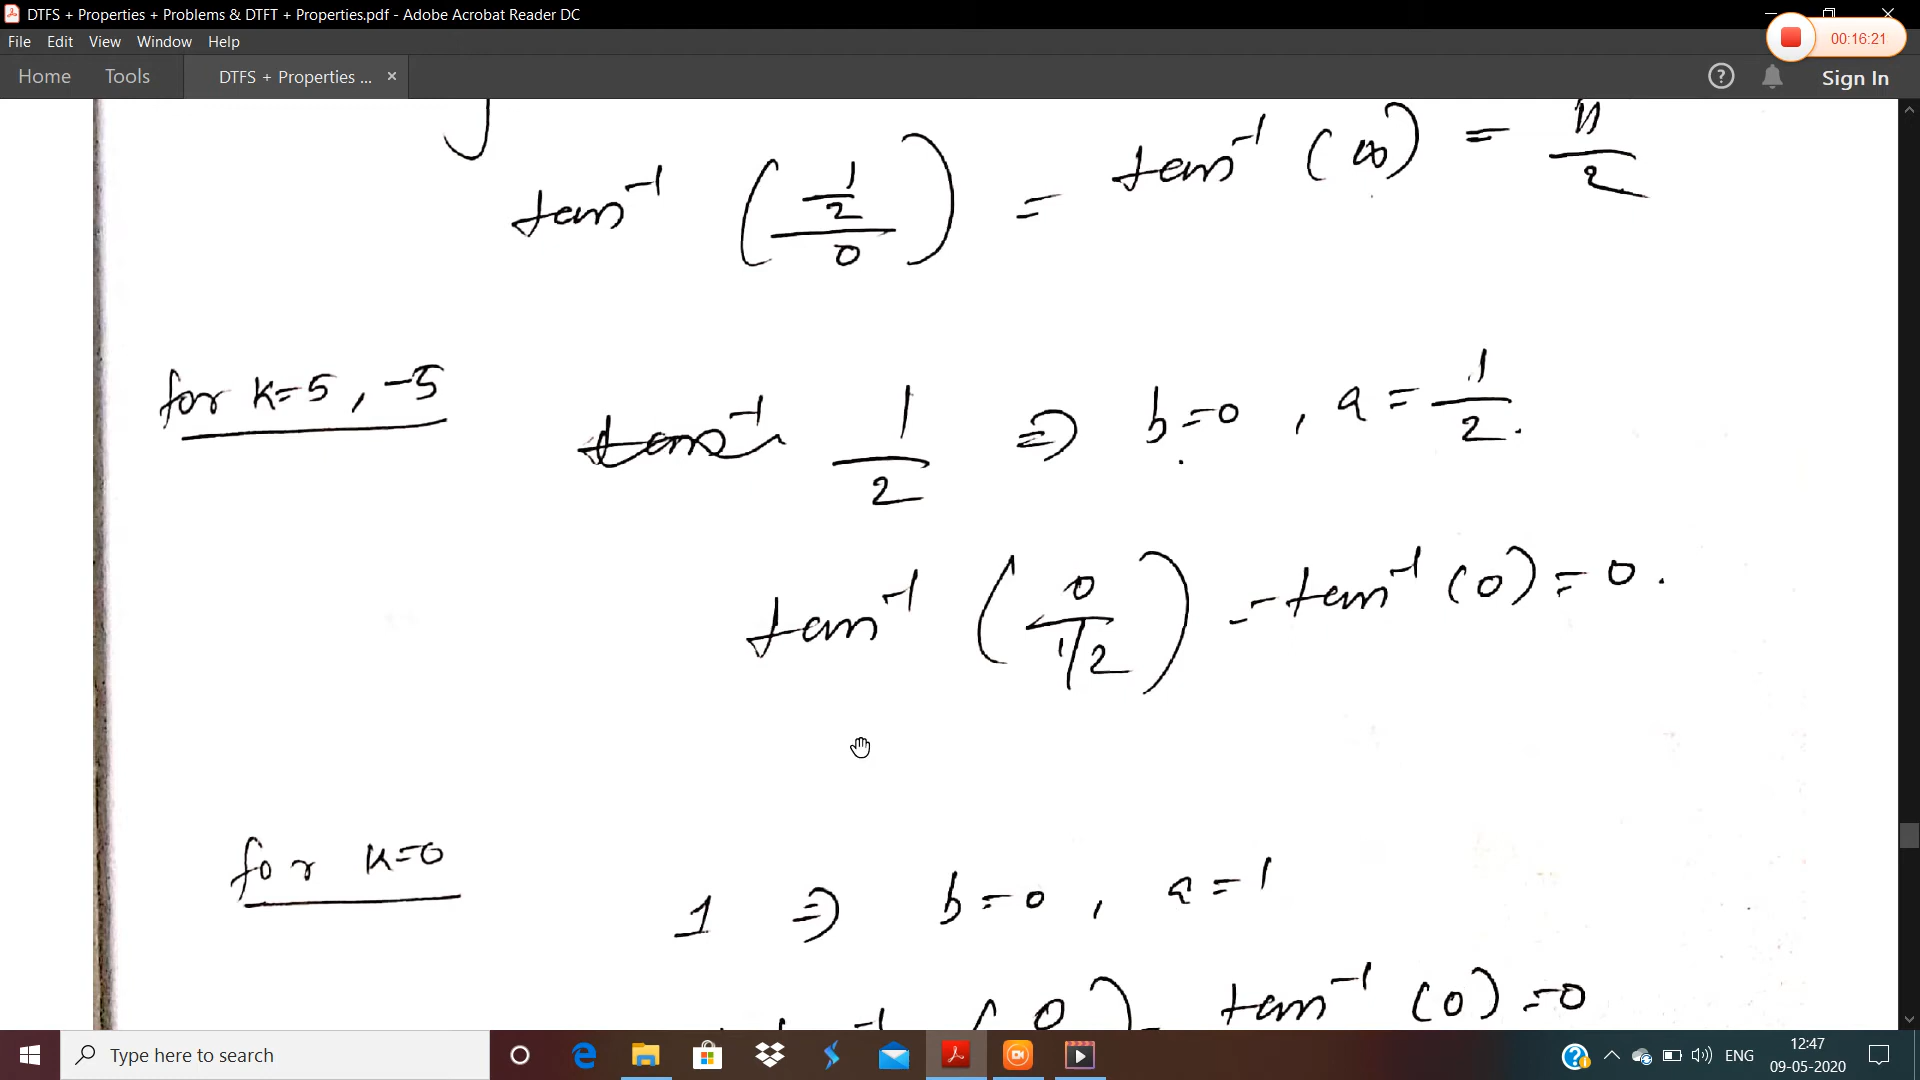 DTFS + Properties + Problems & DTFT + Properties.pdf - Adobe Acrobat Reader DC
00:16:21
File Edit View Window Help
Home Tools DTFS + Properties ... × Sign In
tan⁻¹ (1/2 / 0) = tan⁻¹ (∞) = π/2
for k=5, -5 1/2 ⇒ b=0, a = 1/2.
tan⁻¹ (0 / 1/2) = tan⁻¹ (0) = 0.
for k=0 1 ⇒ b=0, a=1
tan⁻¹ (0) =0
Type here to search ENG 12:47
09-05-2020